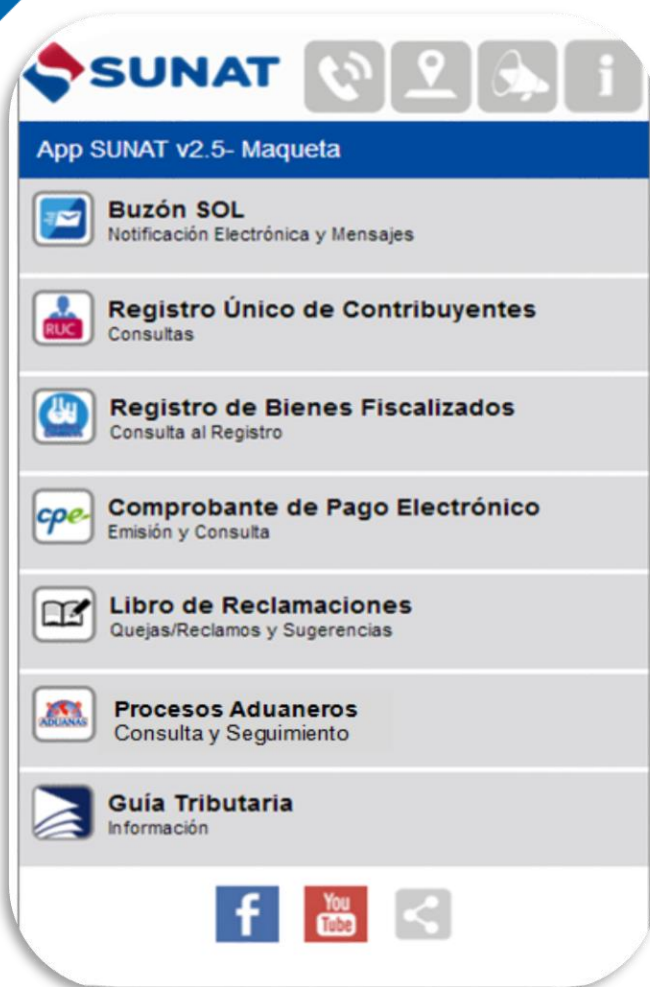 SUNAT
i
App SUNAT v2.5- Maqueta
Buzón SOL
Notificación Electrónica y Mensajes
RUC
Registro Único de Contribuyentes
Consultas
Registro de Bienes Fiscalizados
Consulta al Registro
cpe
Comprobante de Pago Electrónico
Emisión y Consulta
Libro de Reclamaciones
Quejas/Reclamos y Sugerencias
ADUANAS
Procesos Aduaneros
Consulta y Seguimiento
Guía Tributaria
Información
f
You
Tube